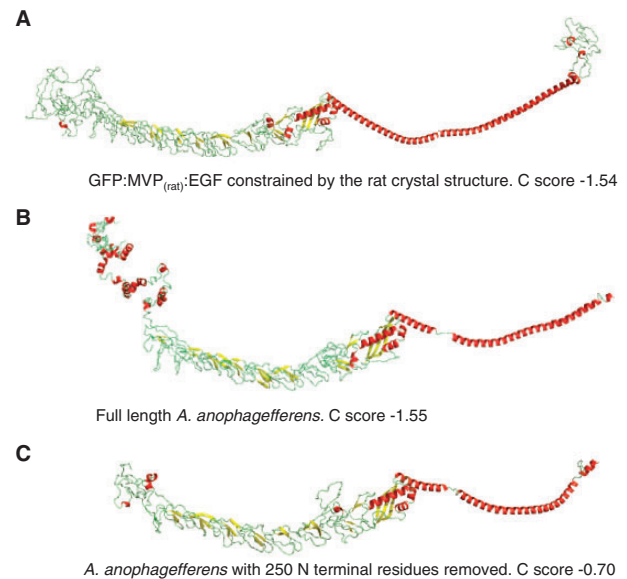 A
GFP:MVP(rat):EGF constrained by the rat crystal structure. C score -1.54
B
Full length A. anophagefferens. C score -1.55
C
A. anophagefferens with 250 N terminal residues removed. C score -0.70